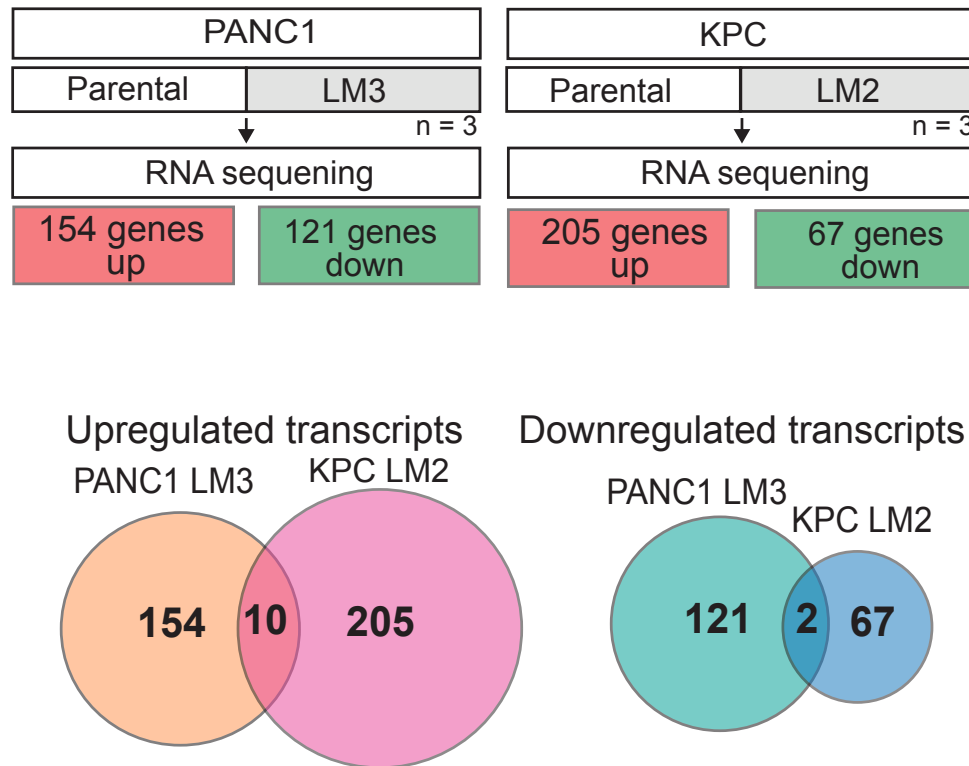 PANC1
Parental LM3
n = 3
RNA sequening
154 genes up
121 genes down
KPC
Parental LM2
n = 3
RNA sequening
205 genes up
67 genes down
Upregulated transcripts
PANC1 LM3
KPC LM2
154 10 205
Downregulated transcripts
PANC1 LM3
KPC LM2
121 2 67